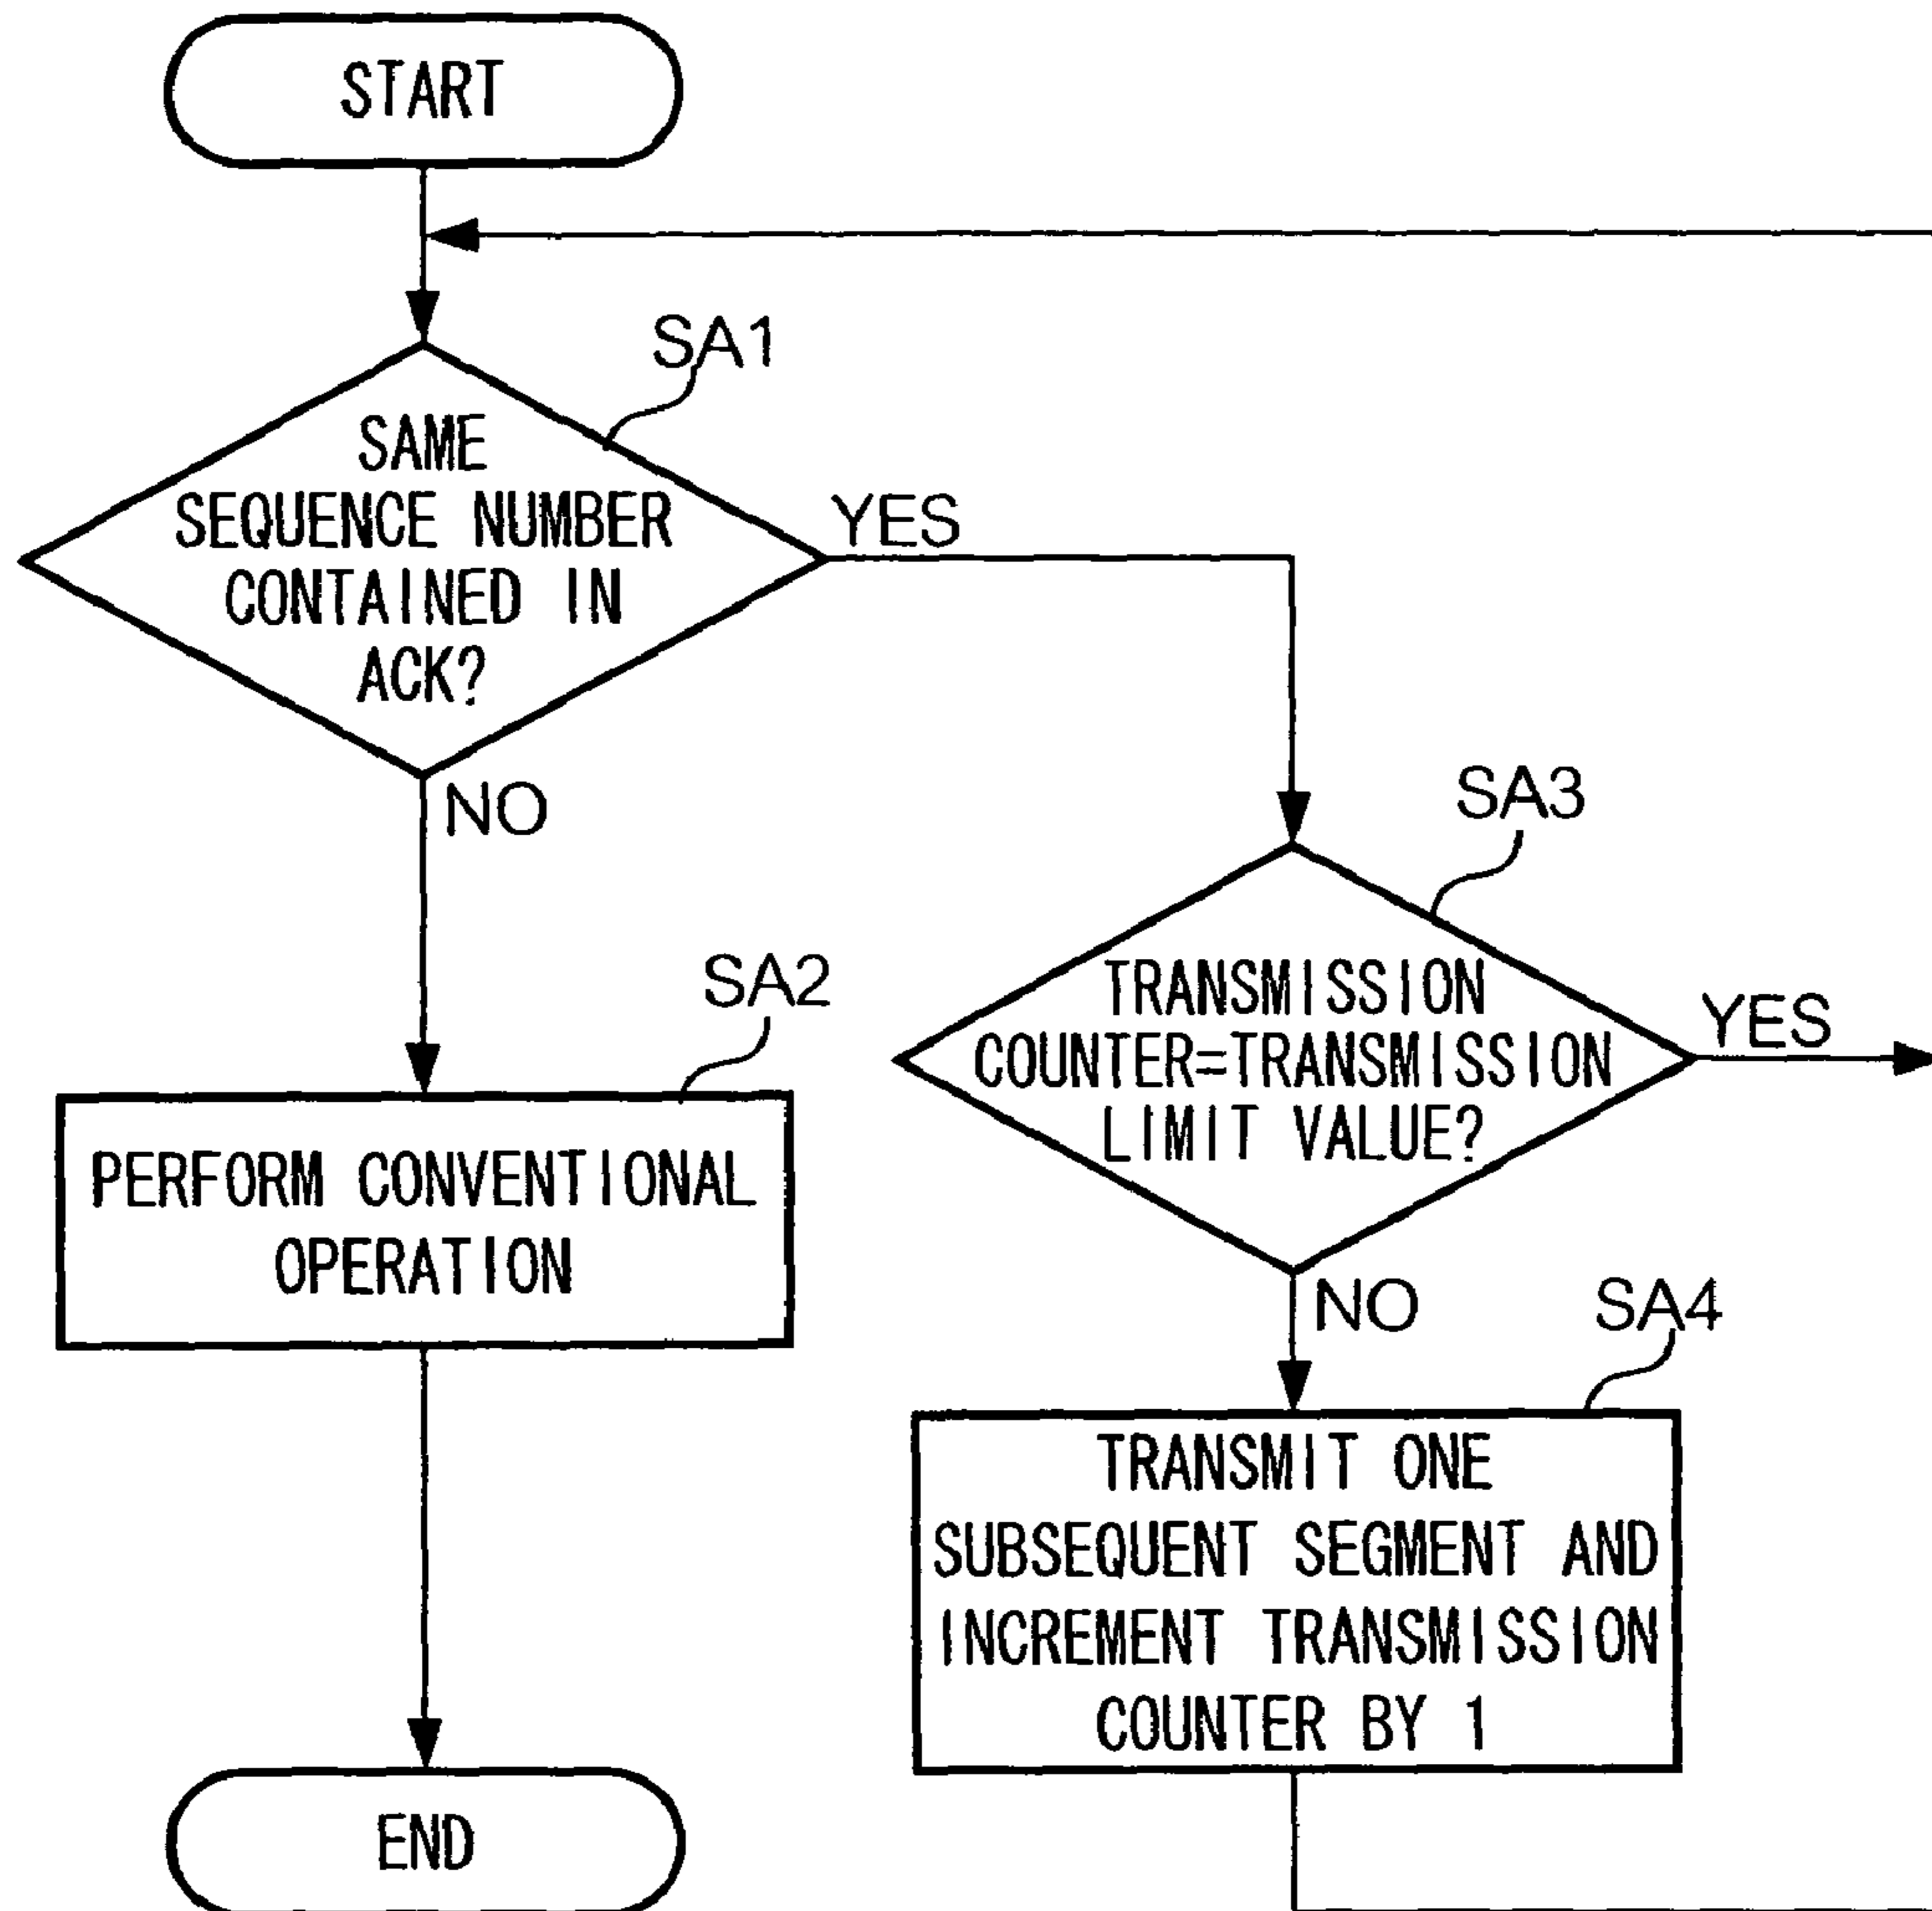 START
SA1
SAME
SEQUENCE NUMBER
CONTAINED IN
ACK?
YES
NO
SA3
TRANSMISSION
COUNTER=TRANSMISSION
LIMIT VALUE?
YES
NO
SA2
PERFORM CONVENTIONAL
OPERATION
SA4
TRANSMIT ONE
SUBSEQUENT SEGMENT AND
INCREMENT TRANSMISSION
COUNTER BY 1
END